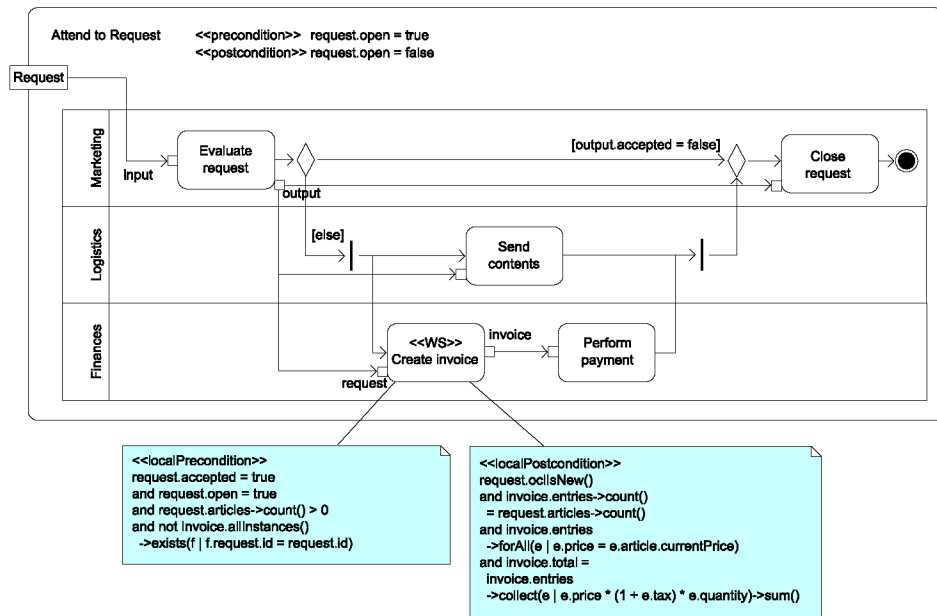 Attend to Request <<precondition>> request.open = true
<<postcondition>> request.open = false
Request
Marketing
Input
Evaluate
request
output
[output.accepted = false]
Close
request
Logistics
[else]
Send
contents
Finances
<<WS>>
Create invoice
request
invoice
Perform
payment
<<localPrecondition>>
request.accepted = true
and request.open = true
and request.articles->count() > 0
and not Invoice.allInstances()
->exists(f | f.request.id = request.id)
<<localPostcondition>>
request.oclIsNew()
and invoice.entries->count()
= request.articles->count()
and invoice.entries
->forAll(e | e.price = e.article.currentPrice)
and invoice.total =
invoice.entries
->collect(e | e.price * (1 + e.tax) * e.quantity)->sum()